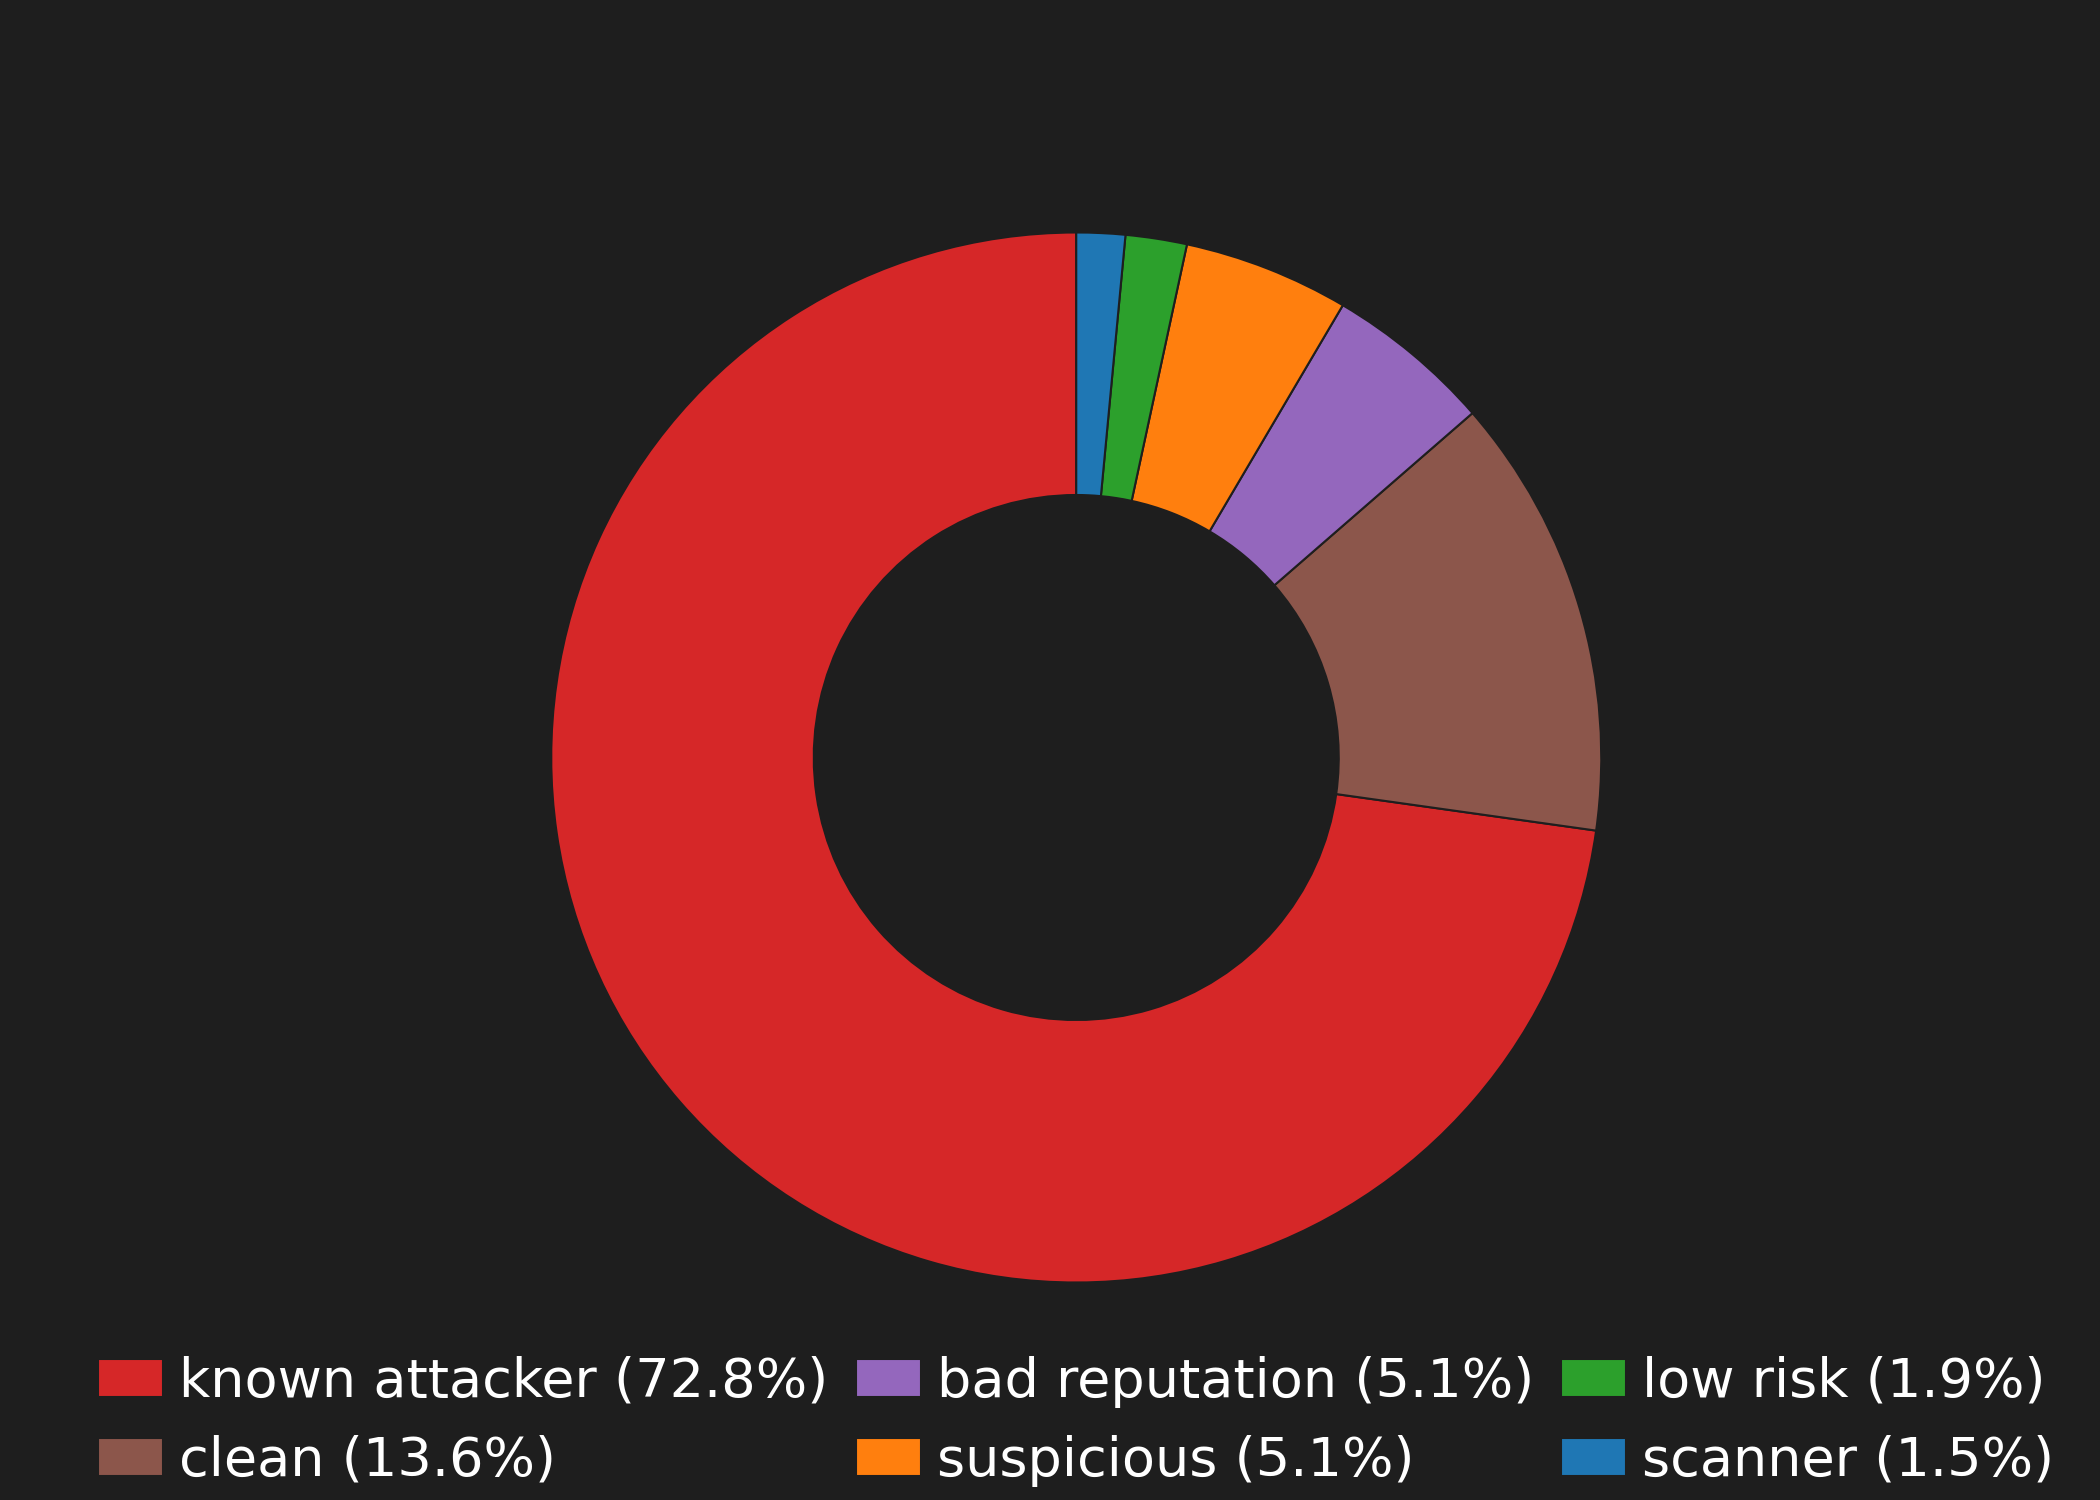 known attacker (72.8%)
clean (13.6%)
bad reputation (5.1%)
suspicious (5.1%)
low risk (1.9%)
scanner (1.5%)